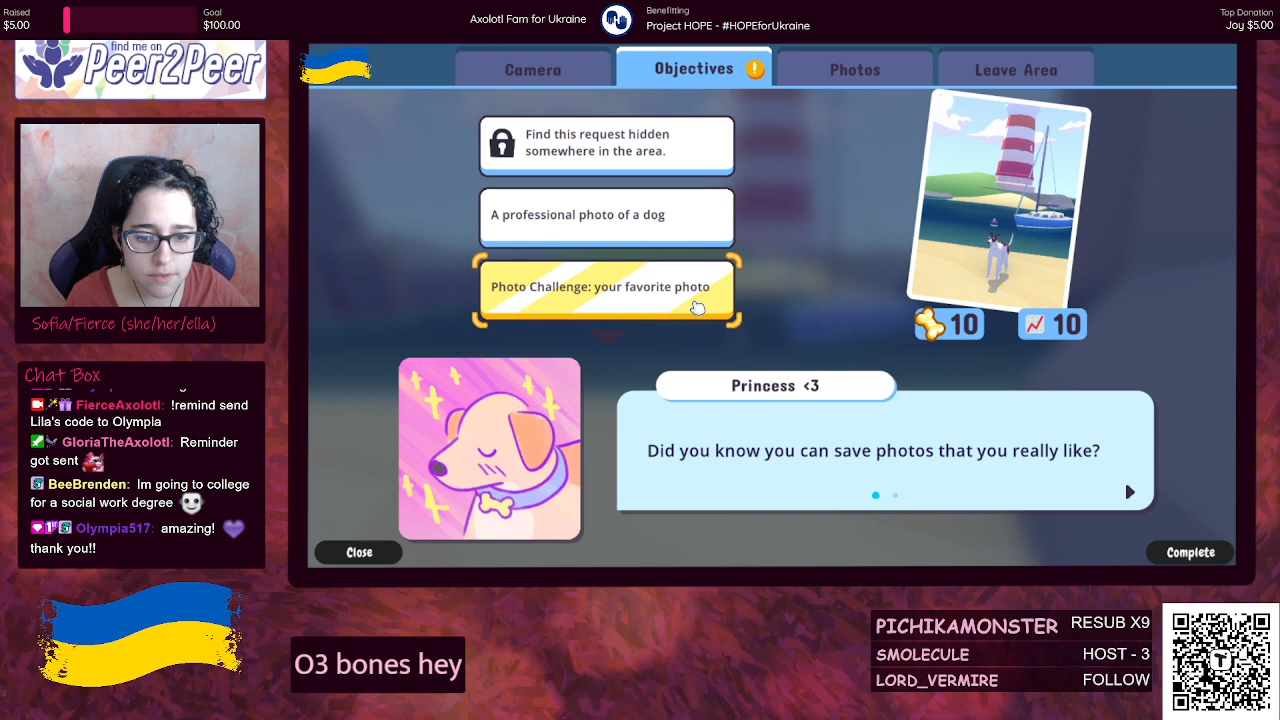 Raised
$5.00
Goal
$100.00
Axolotl Fam for Ukraine
Benefitting
Project HOPE - #HOPEforUkraine
Top Donation
Joy $5.00
find me on
Peer2Peer
Camera
Objectives
Photos
Leave Area
Find this request hidden
somewhere in the area.
A professional photo of a dog
Photo Challenge: your favorite photo
10
10
Sofia/Fierce (she/her/ella)
Chat Box
FierceAxolotl: !remind send
Lila's code to Olympia
GloriaTheAxolotl: Reminder
got sent
BeeBrenden: Im going to college
for a social work degree
Olympia517: amazing!
thank you!!
Princess <3
Did you know you can save photos that you really like?
Close
Complete
O3 bones hey
PICHIKAMONSTER RESUB X9
SMOLECULE HOST - 3
LORD_VERMIRE FOLLOW